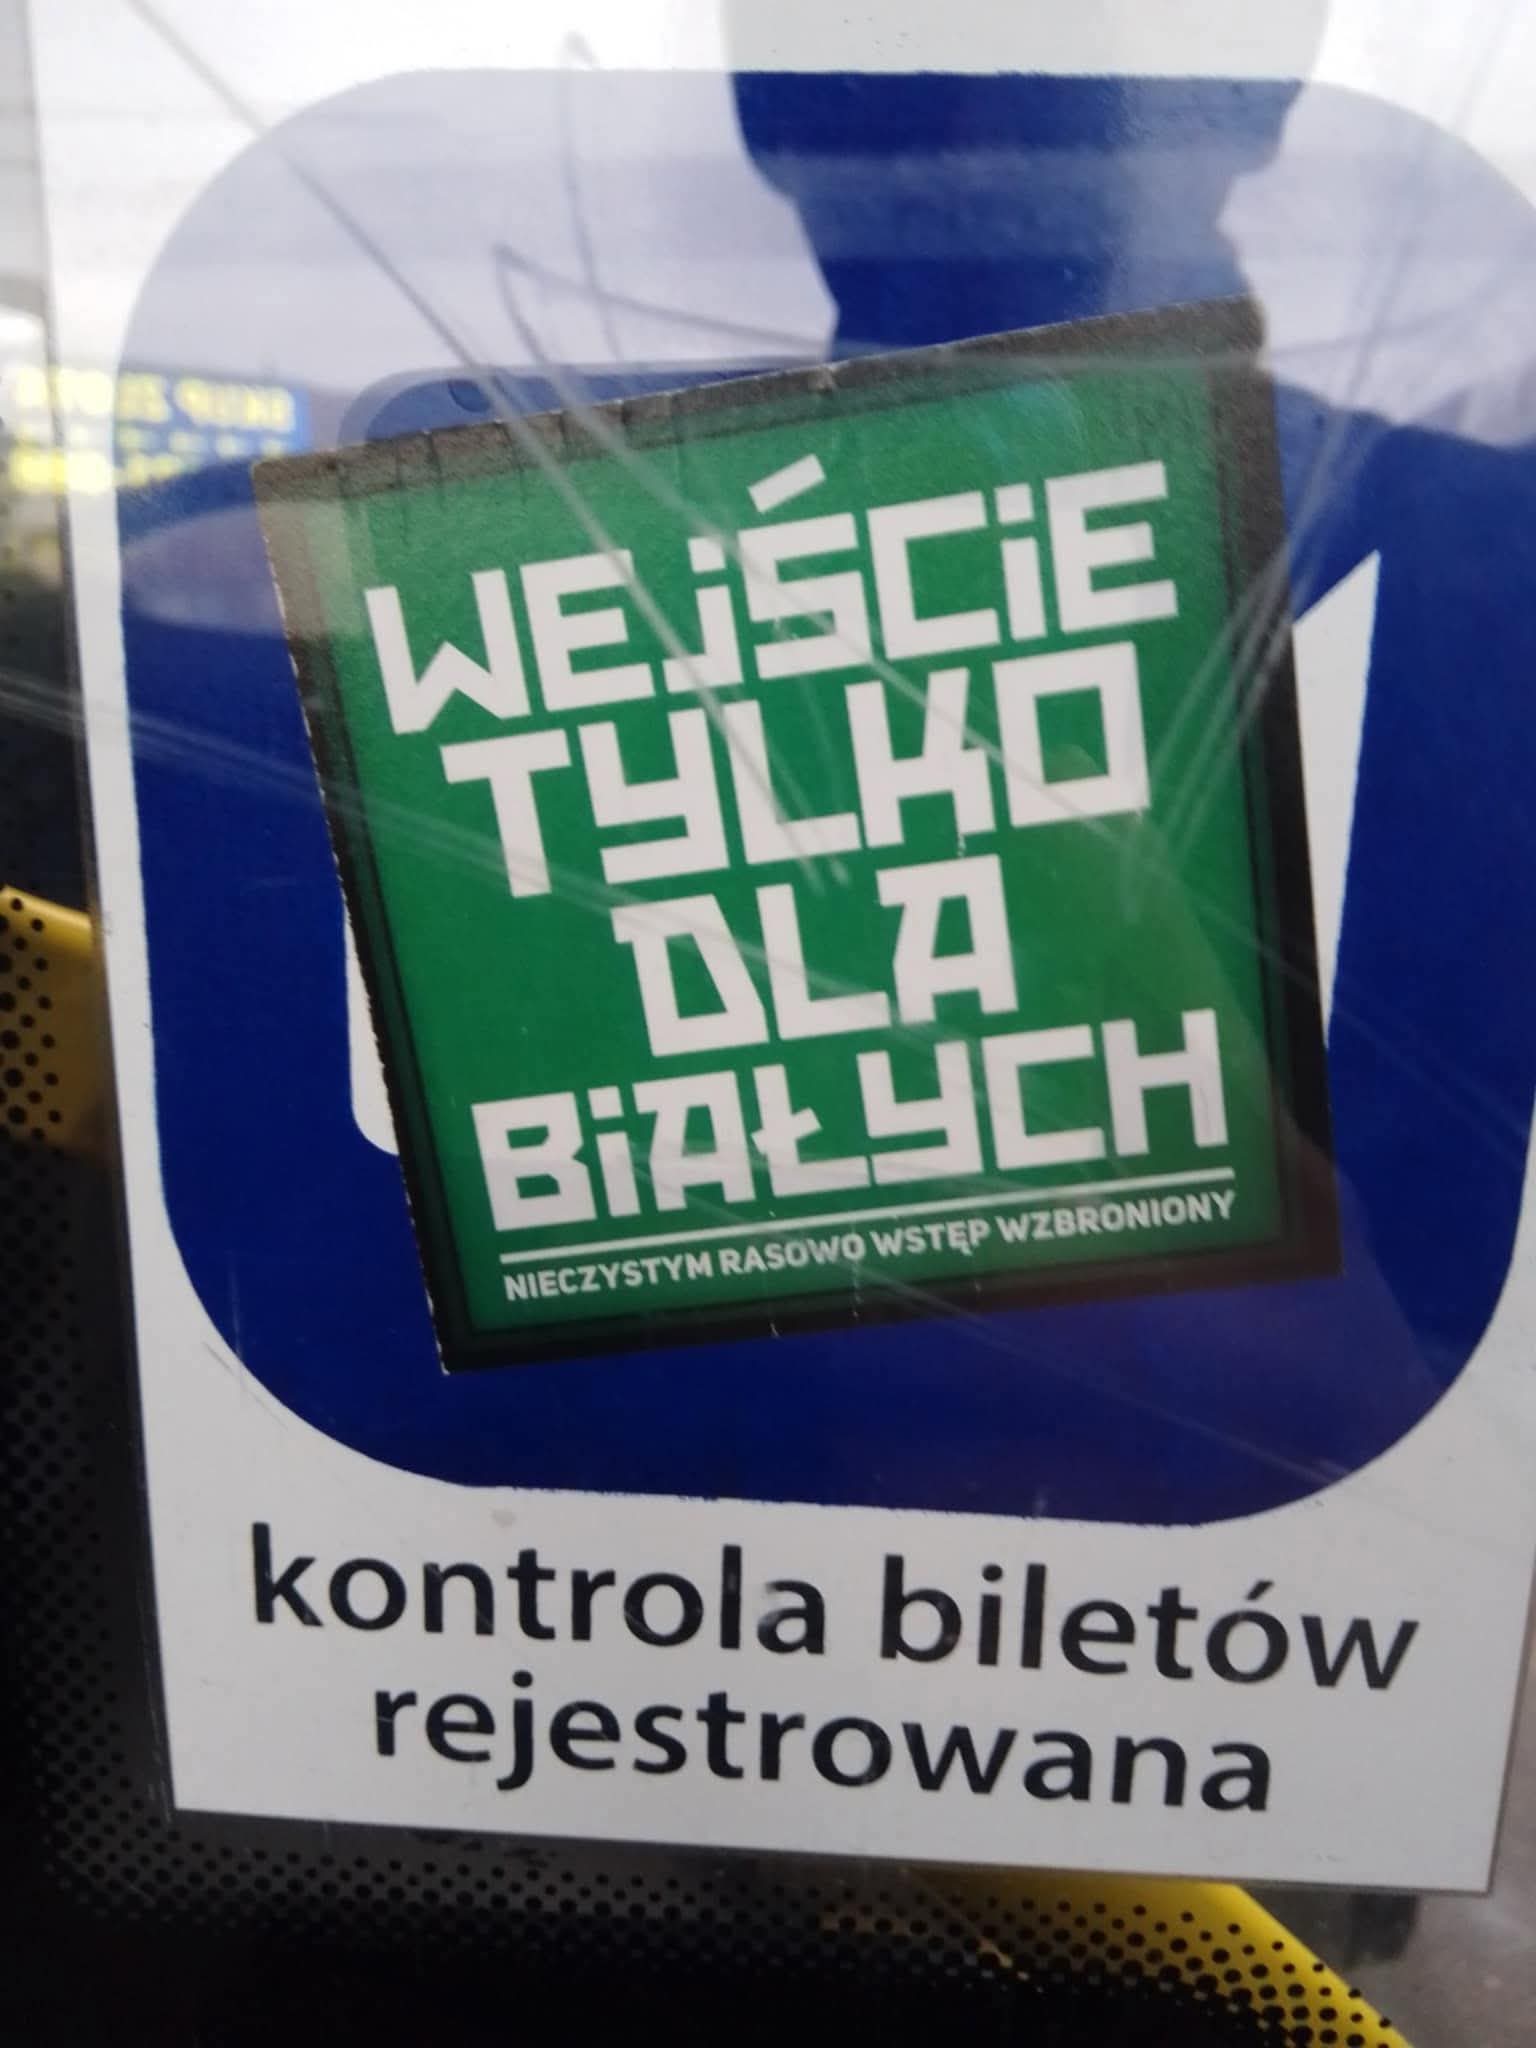 WEJŚCIE
TYLKO
DLA
BIAŁYCH
NIECZYSTYM RASOWO WSTĘP WZBRONIONY
kontrola biletów
rejestrowana